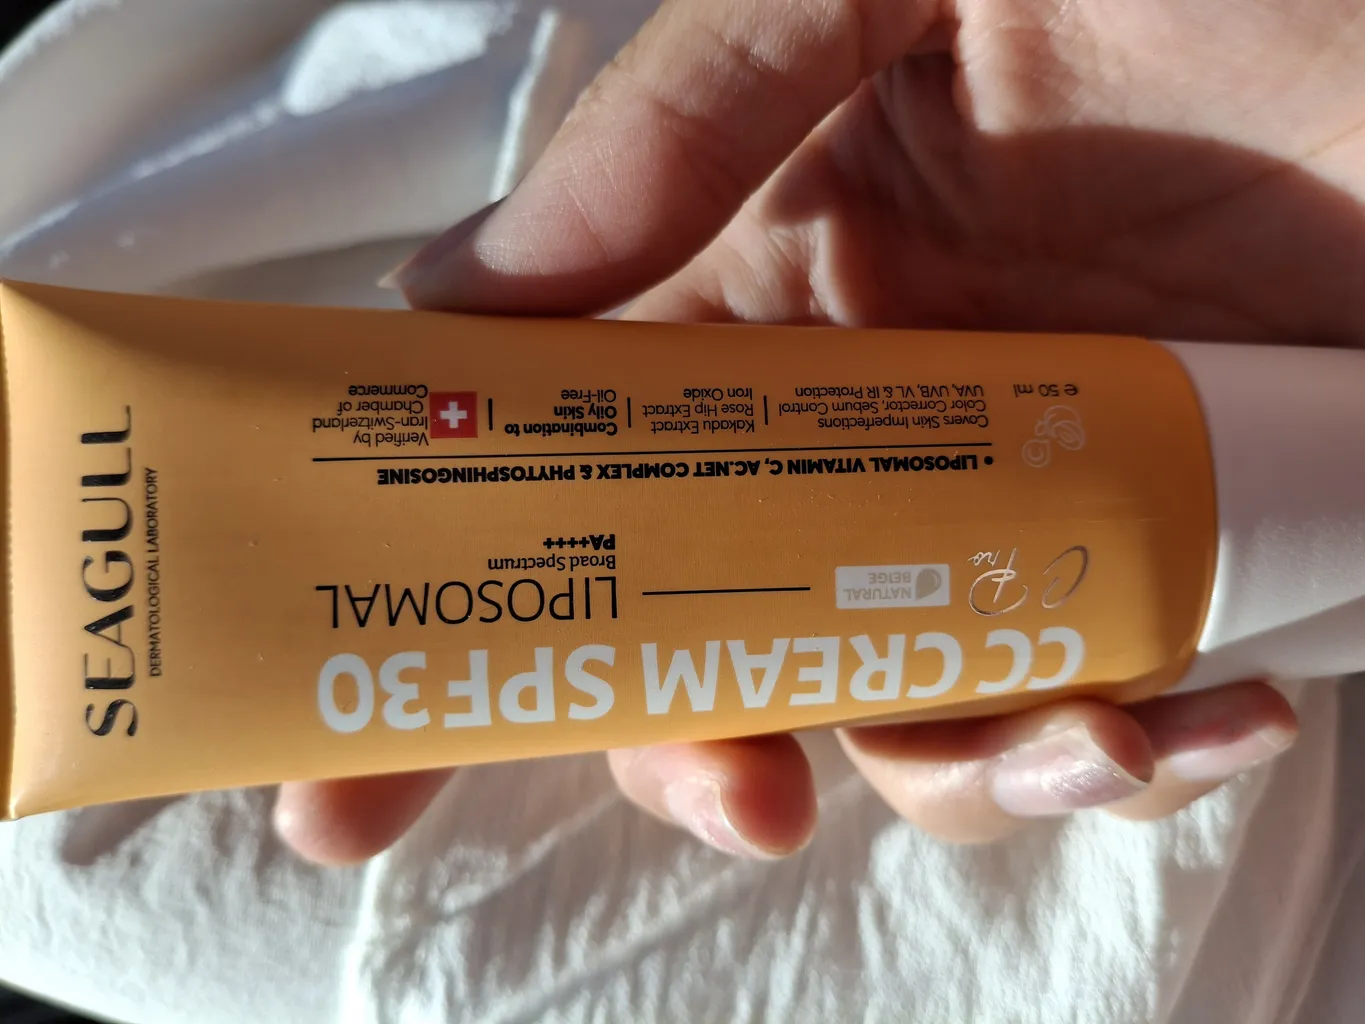 SEAGULL
DERMATOLOGICAL LABORATORY
CC CREAM SPF30
C Pro
NATURAL
BEIGE
LIPOSOMAL
Broad Spectrum
PA++++
• LIPOSOMAL VITAMIN C, AC.NET COMPLEX & PHYTOSPHINGOSINE
Covers Skin Imperfections
Color Corrector, Sebum Control
UVA, UVB, VL & IR Protection
Kakadu Extract
Rose Hip Extract
Iron Oxide
Combination to
Oily Skin
Oil-Free
Verified by
Iran-Switzerland
Chamber of
Commerce
C
e 50 ml